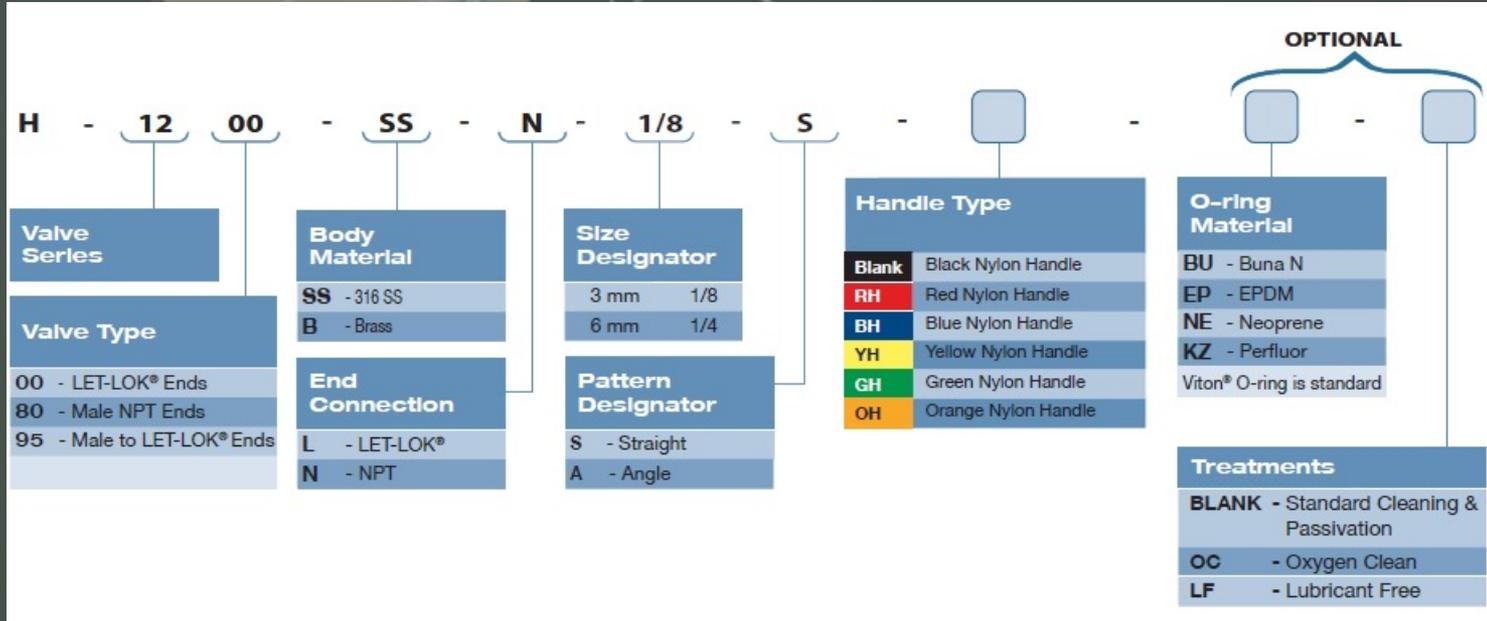 OPTIONAL
H - 12 00 - SS - N - 1/8 - S - - -
Valve
Series
Valve Type
00 - LET-LOK® Ends
80 - Male NPT Ends
95 - Male to LET-LOK® Ends
Body
Material
SS - 316 SS
B - Brass
End
Connection
L - LET-LOK®
N - NPT
Size
Designator
3 mm 1/8
6 mm 1/4
Pattern
Designator
S - Straight
A - Angle
Handle Type
Blank Black Nylon Handle
RH Red Nylon Handle
BH Blue Nylon Handle
YH Yellow Nylon Handle
GH Green Nylon Handle
OH Orange Nylon Handle
O-ring
Material
BU - Buna N
EP - EPDM
NE - Neoprene
KZ - Perfluor
Viton® O-ring is standard
Treatments
BLANK - Standard Cleaning &
Passivation
OC - Oxygen Clean
LF - Lubricant Free